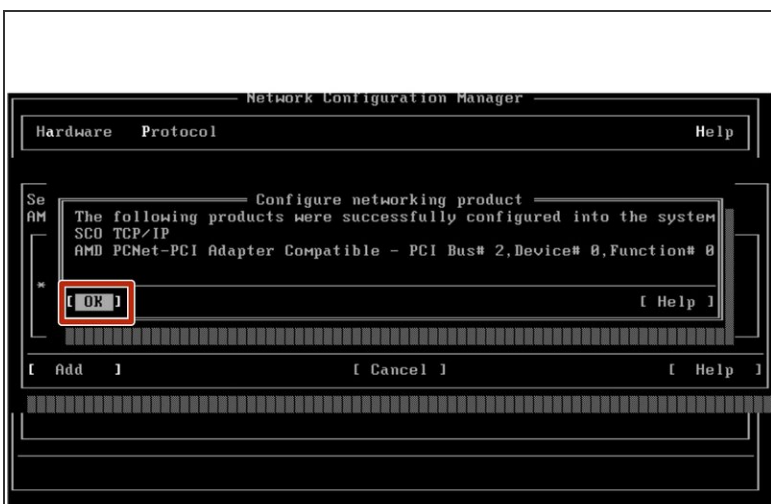 Network Configuration Manager
Hardware Protocol Help
Se
AM
Configure networking product
The following products were successfully configured into the system
SCO TCP/IP
AMD PCNet-PCI Adapter Compatible - PCI Bus# 2,Device# 0,Function# 0
*
[ OK ] [ Help ]
[ Add ] [ Cancel ] [ Help ]